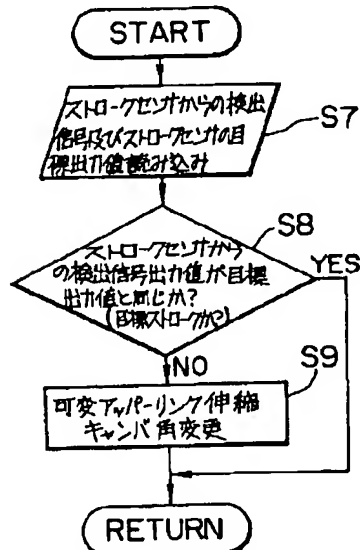 START
ストロークセンサからの検出
信号及びストロークセンサの目
標出力値読み込み
S7
S8
ストロークセンサから
の検出信号出力値が目標
出力値と同じか?
(目標ストロークか?)
YES
NO
S9
可変アッパーリンク伸縮
キャンバ角変更
RETURN